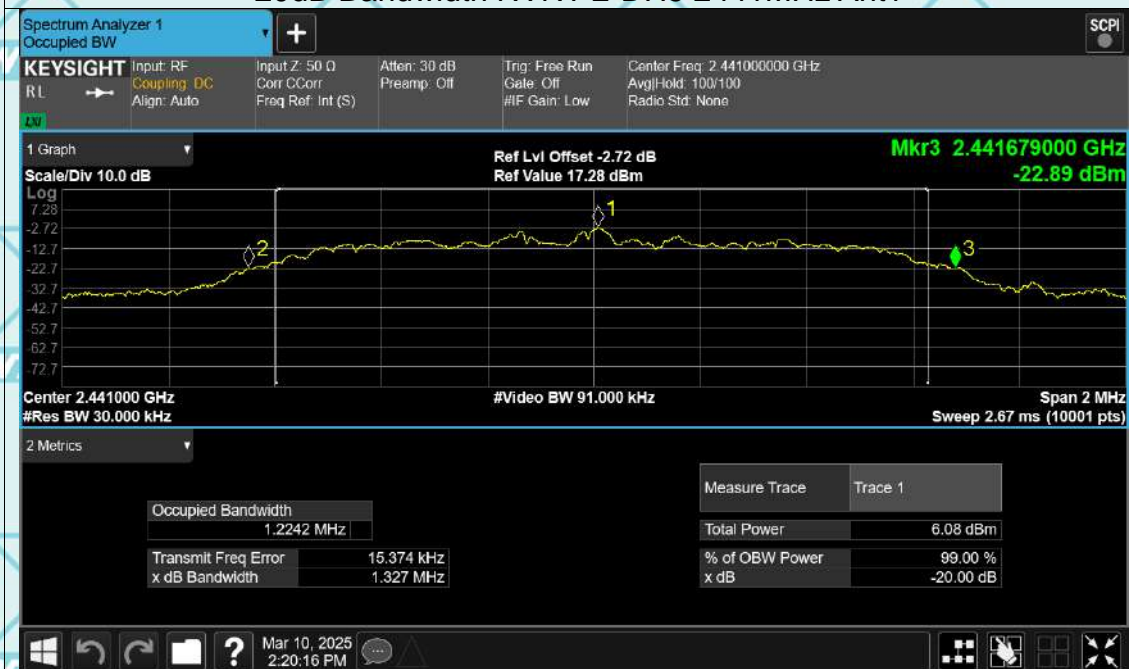 Spectrum Analyzer 1
Occupied BW
+
SCPI
KEYSIGHT
RL
LXI
Input: RF
Coupling: DC
Align: Auto
Input Z: 50 Ω
Corr CCorr
Freq Ref: Int (S)
Atten: 30 dB
Preamp: Off
Trig: Free Run
Gate: Off
#IF Gain: Low
Center Freq: 2.441000000 GHz
Avg|Hold: 100/100
Radio Std: None
1 Graph
Scale/Div 10.0 dB
Ref Lvl Offset -2.72 dB
Ref Value 17.28 dBm
Mkr3 2.441679000 GHz
-22.89 dBm
Log
7.28
-2.72
-12.7
-22.7
-32.7
-42.7
-52.7
-62.7
-72.7
1
2
3
Center 2.441000 GHz
#Res BW 30.000 kHz
#Video BW 91.000 kHz
Span 2 MHz
Sweep 2.67 ms (10001 pts)
2 Metrics
Occupied Bandwidth
1.2242 MHz
Transmit Freq Error 15.374 kHz
x dB Bandwidth 1.327 MHz
Measure Trace Trace 1
Total Power 6.08 dBm
% of OBW Power 99.00 %
x dB -20.00 dB
?
Mar 10, 2025
2:20:16 PM